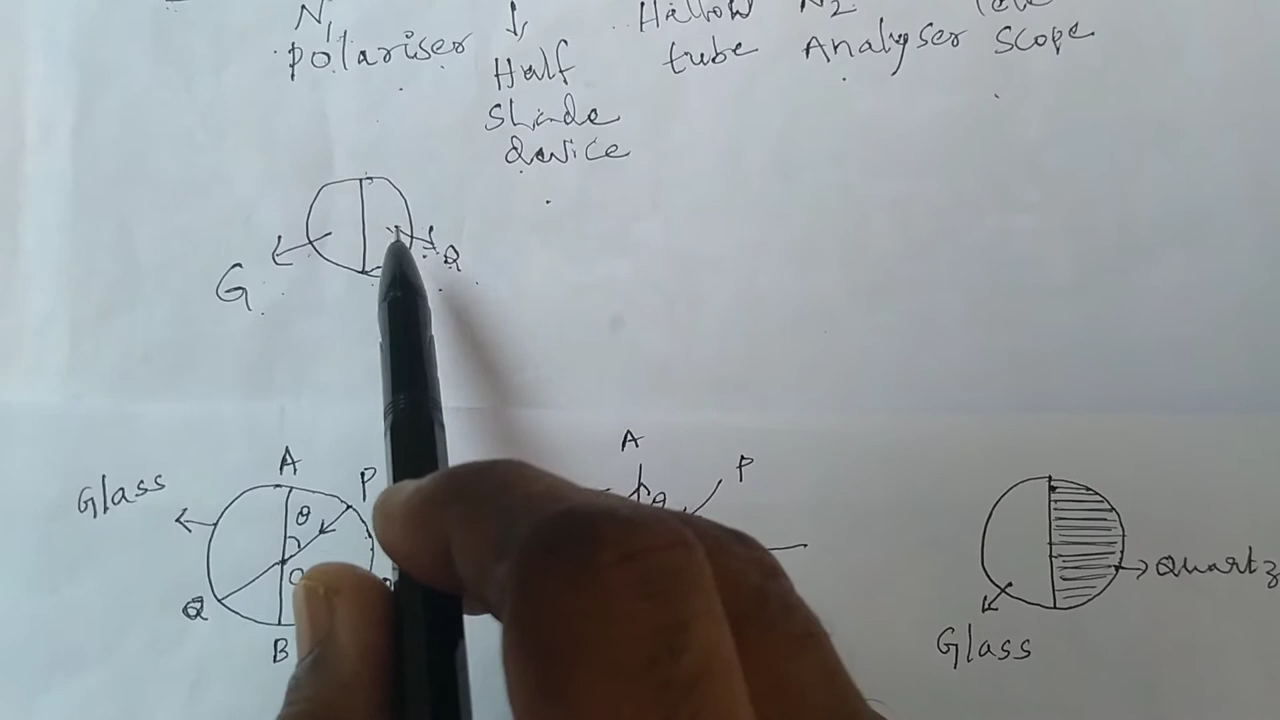 N1 ↓ Hallow N2
polariser Half tube Analyser scope
shade
device
G Q
A A P
Glass P θ
θ
O
Q Quartz
B Glass